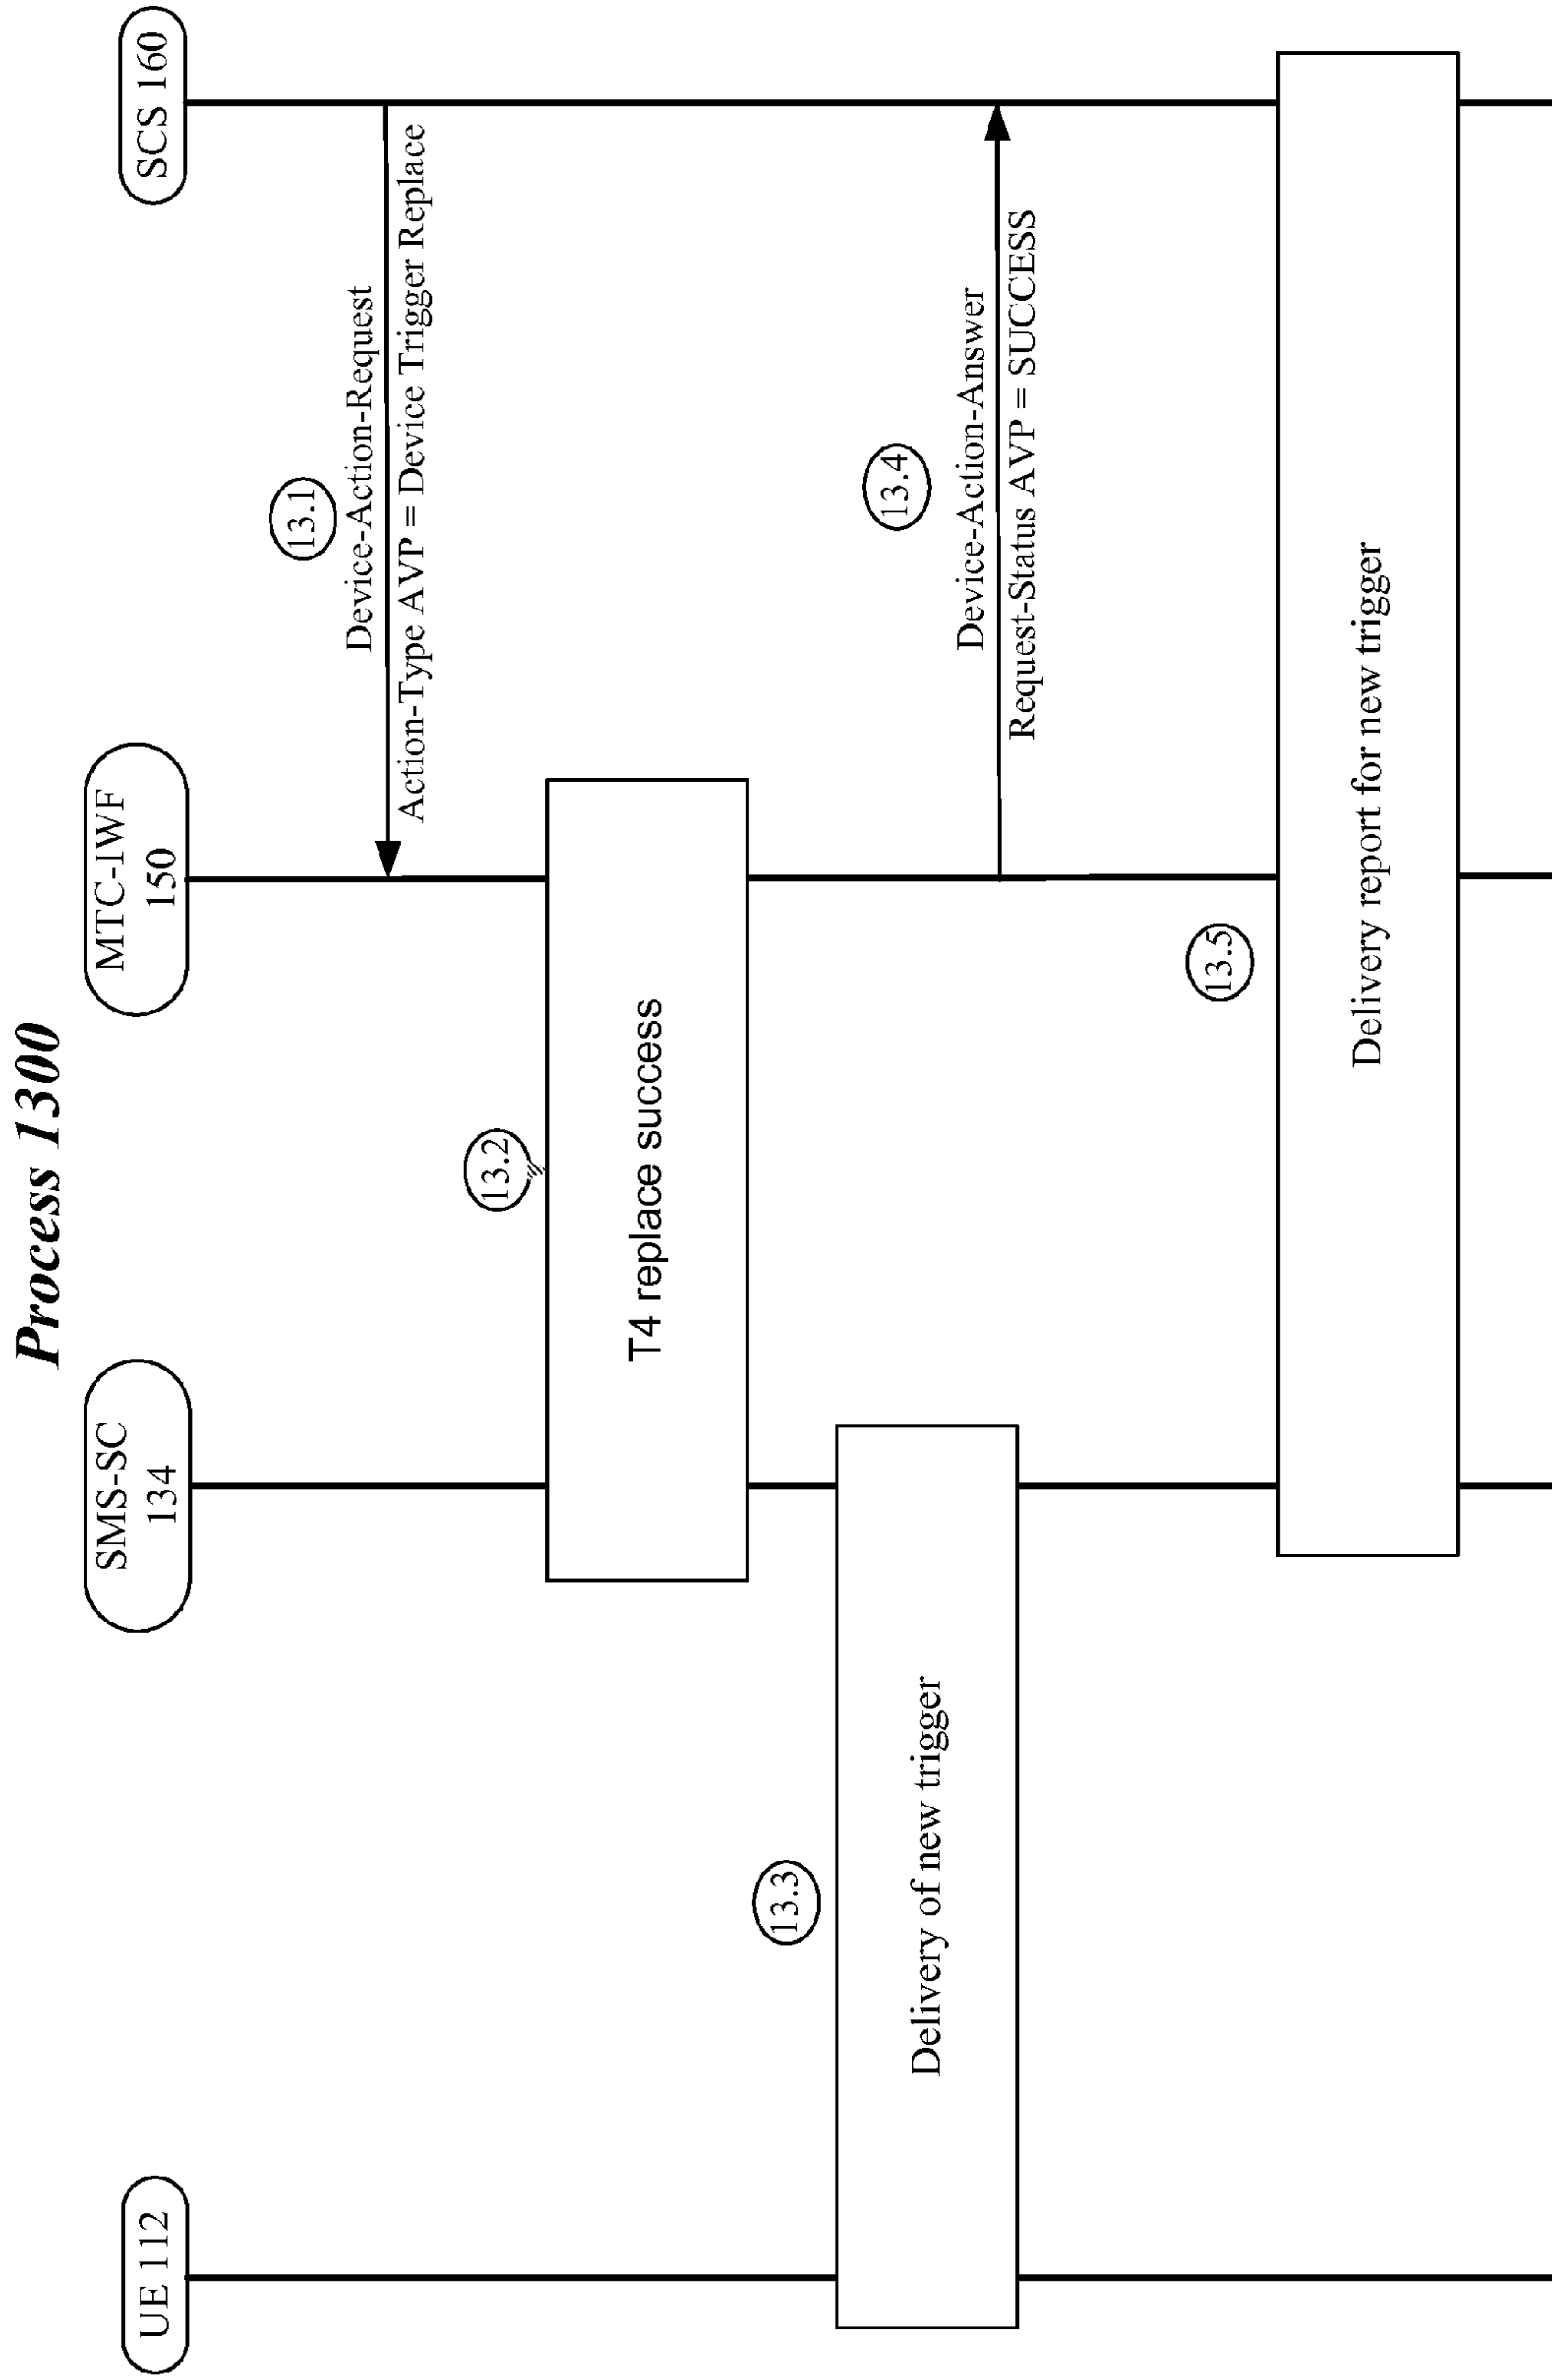 Process 1300
UE 112
SMS-SC
134
MTC-IWF
150
SCS 160
13.1
Device-Action-Request
Action-Type AVP = Device Trigger Replace
13.2
T4 replace success
13.3
Delivery of new trigger
13.4
Device-Action-Answer
Request-Status AVP = SUCCESS
13.5
Delivery report for new trigger